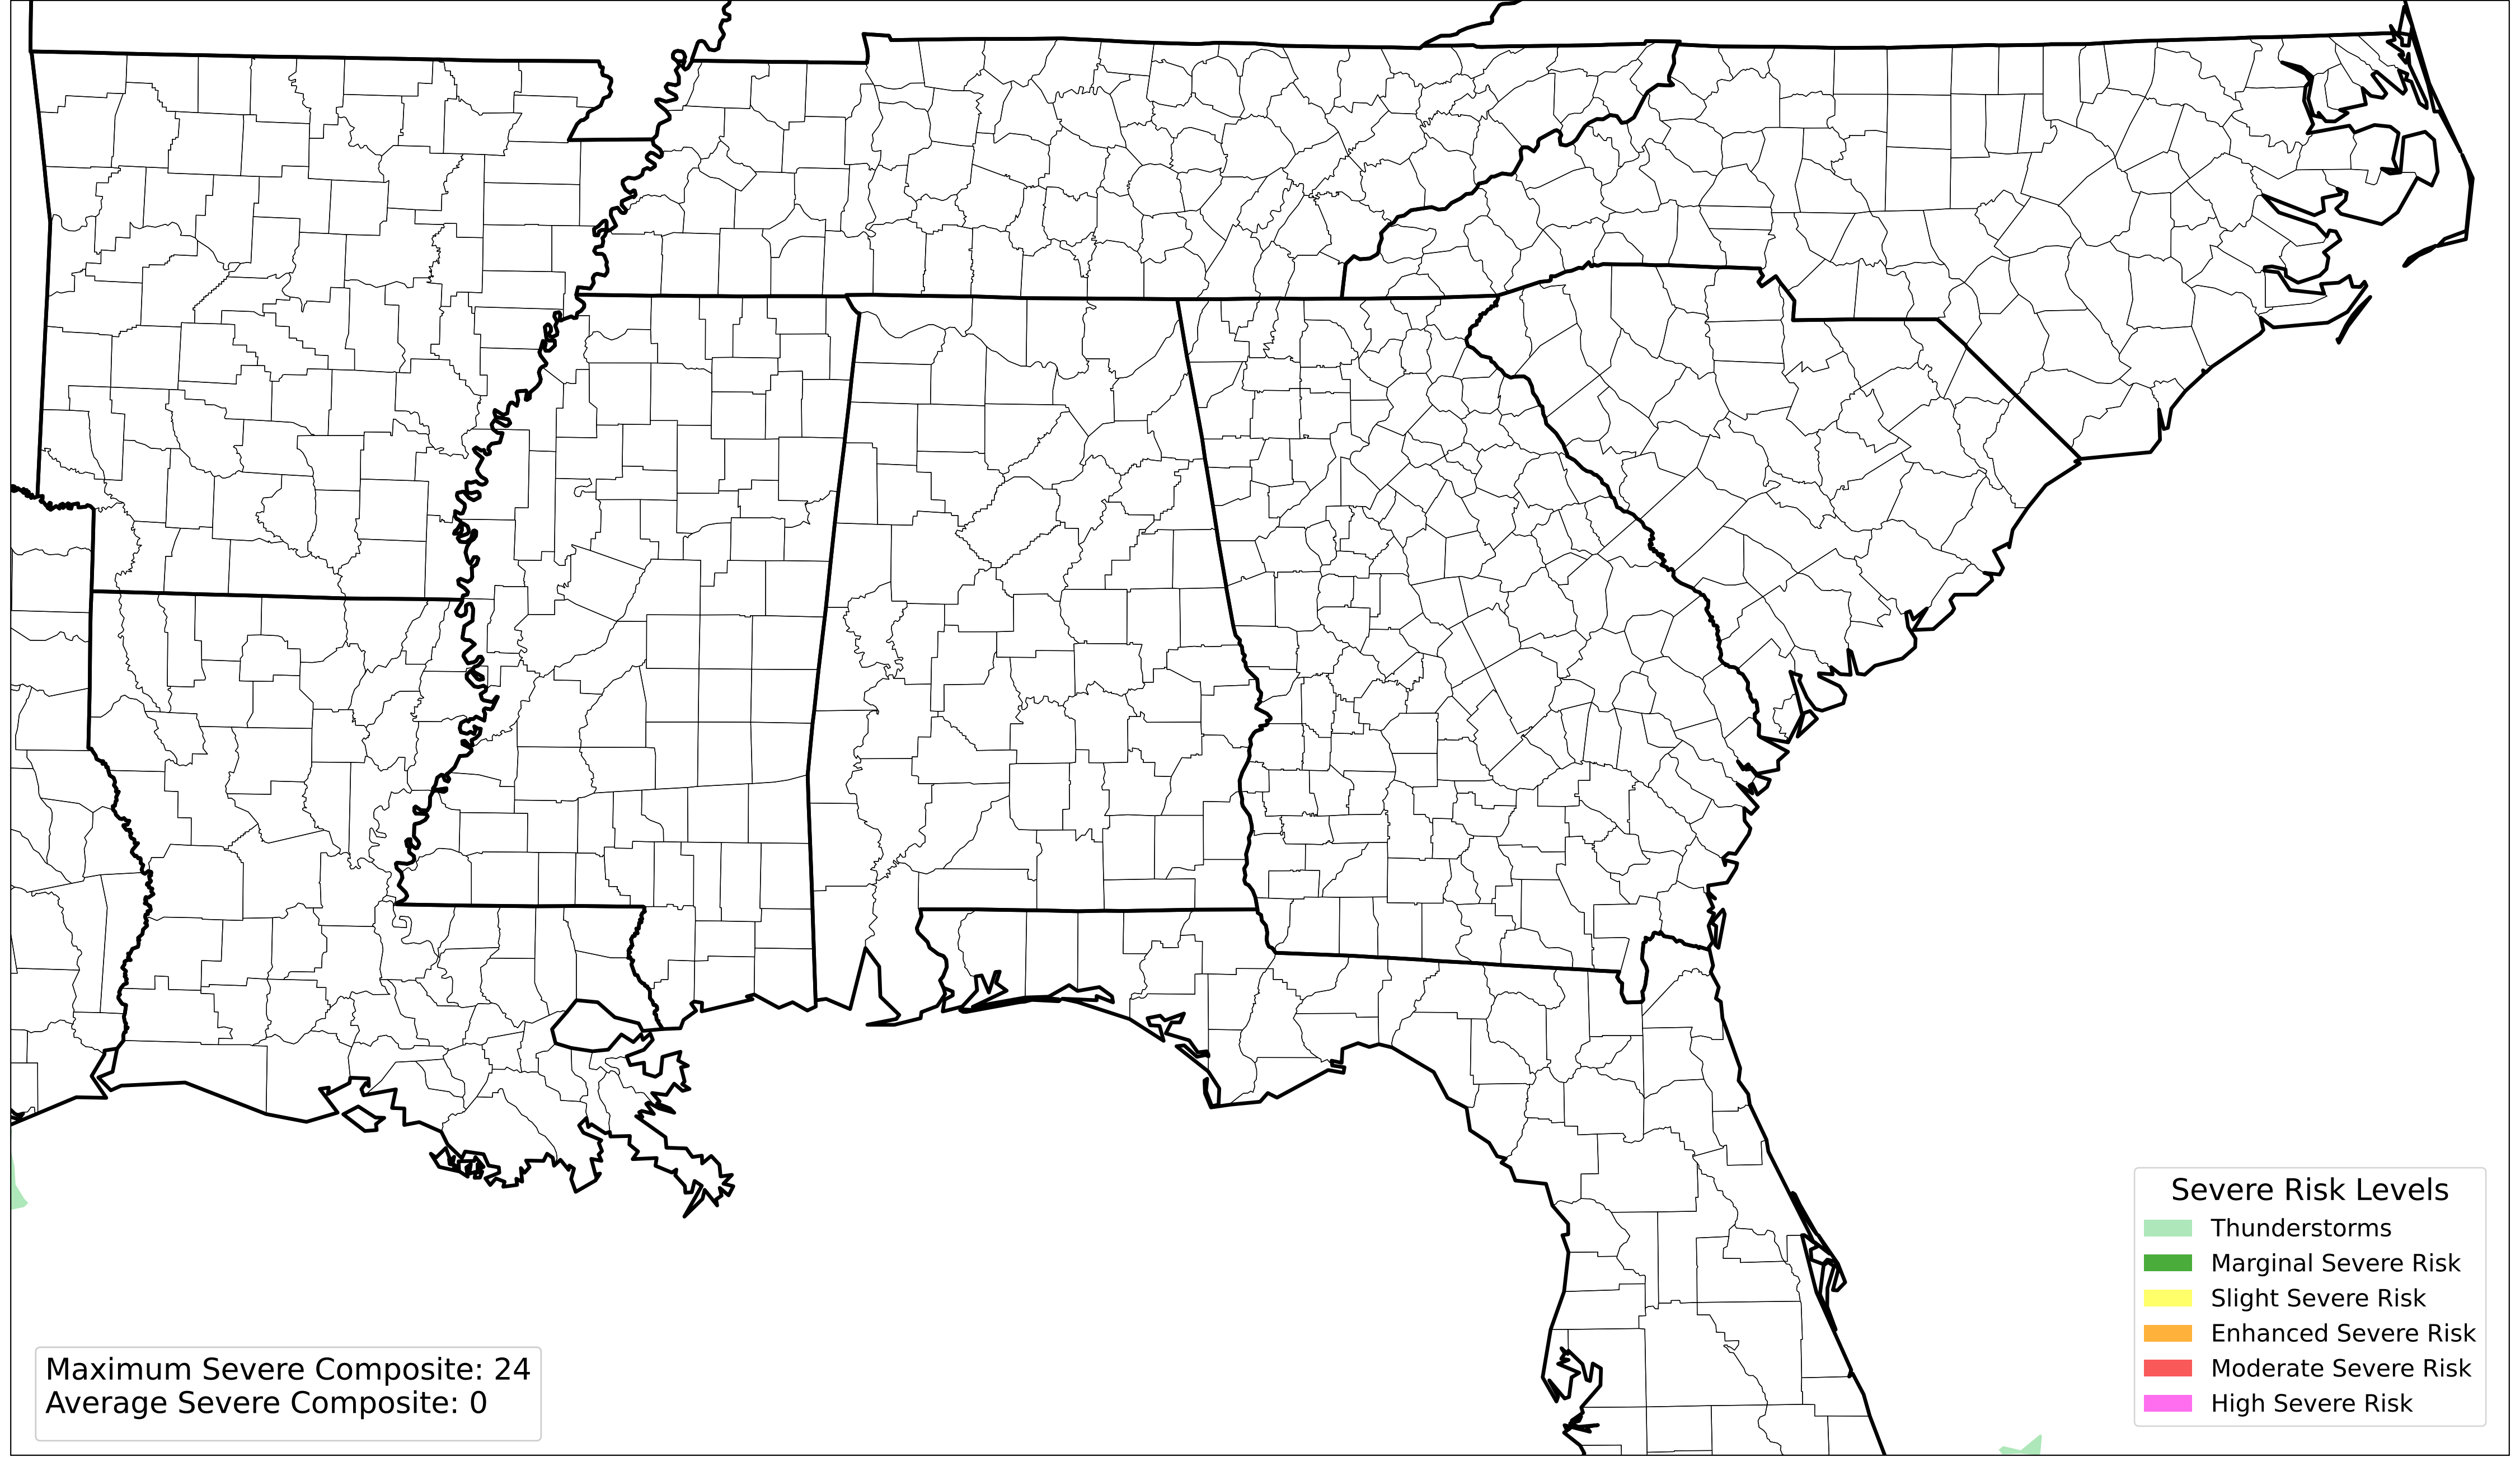 Maximum Severe Composite: 24
Average Severe Composite: 0
Severe Risk Levels
Thunderstorms
Marginal Severe Risk
Slight Severe Risk
Enhanced Severe Risk
Moderate Severe Risk
High Severe Risk